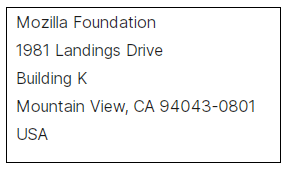 Mozilla Foundation
1981 Landings Drive
Building K
Mountain View, CA 94043-0801
USA